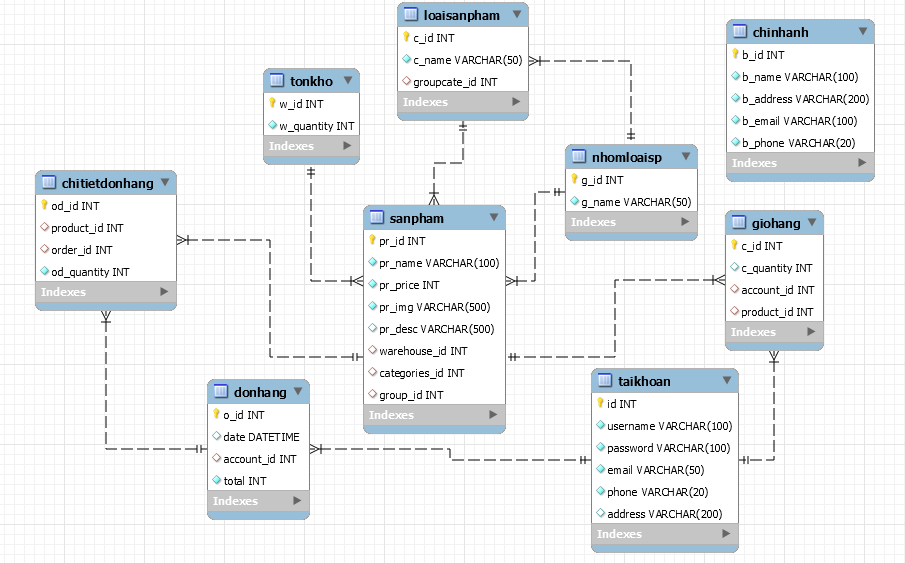 loaisanpham
c_id INT
c_name VARCHAR(50)
groupcate_id INT
Indexes
chinhanh
b_id INT
b_name VARCHAR(100)
b_address VARCHAR(200)
b_email VARCHAR(100)
b_phone VARCHAR(20)
Indexes
tonkho
w_id INT
w_quantity INT
Indexes
nhomloaisp
g_id INT
g_name VARCHAR(50)
Indexes
chitietdonhang
od_id INT
product_id INT
order_id INT
od_quantity INT
Indexes
sanpham
pr_id INT
pr_name VARCHAR(100)
pr_price INT
pr_img VARCHAR(500)
pr_desc VARCHAR(500)
warehouse_id INT
categories_id INT
group_id INT
Indexes
giohang
c_id INT
c_quantity INT
account_id INT
product_id INT
Indexes
donhang
o_id INT
date DATETIME
account_id INT
total INT
Indexes
taikhoan
id INT
username VARCHAR(100)
password VARCHAR(100)
email VARCHAR(50)
phone VARCHAR(20)
address VARCHAR(200)
Indexes